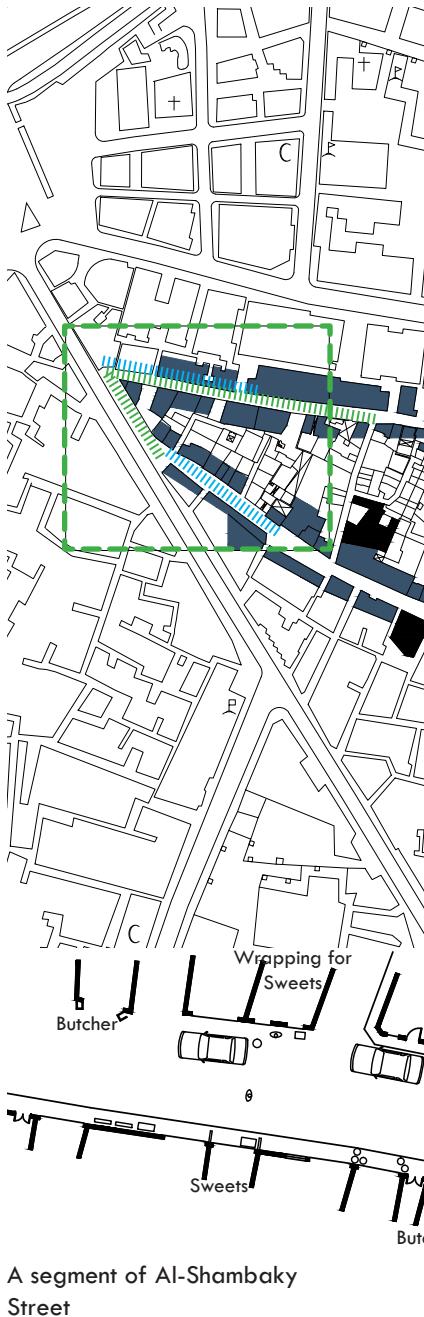 C
C
Wrapping for
Sweets
Butcher
Sweets
A segment of Al-Shambaky
Street